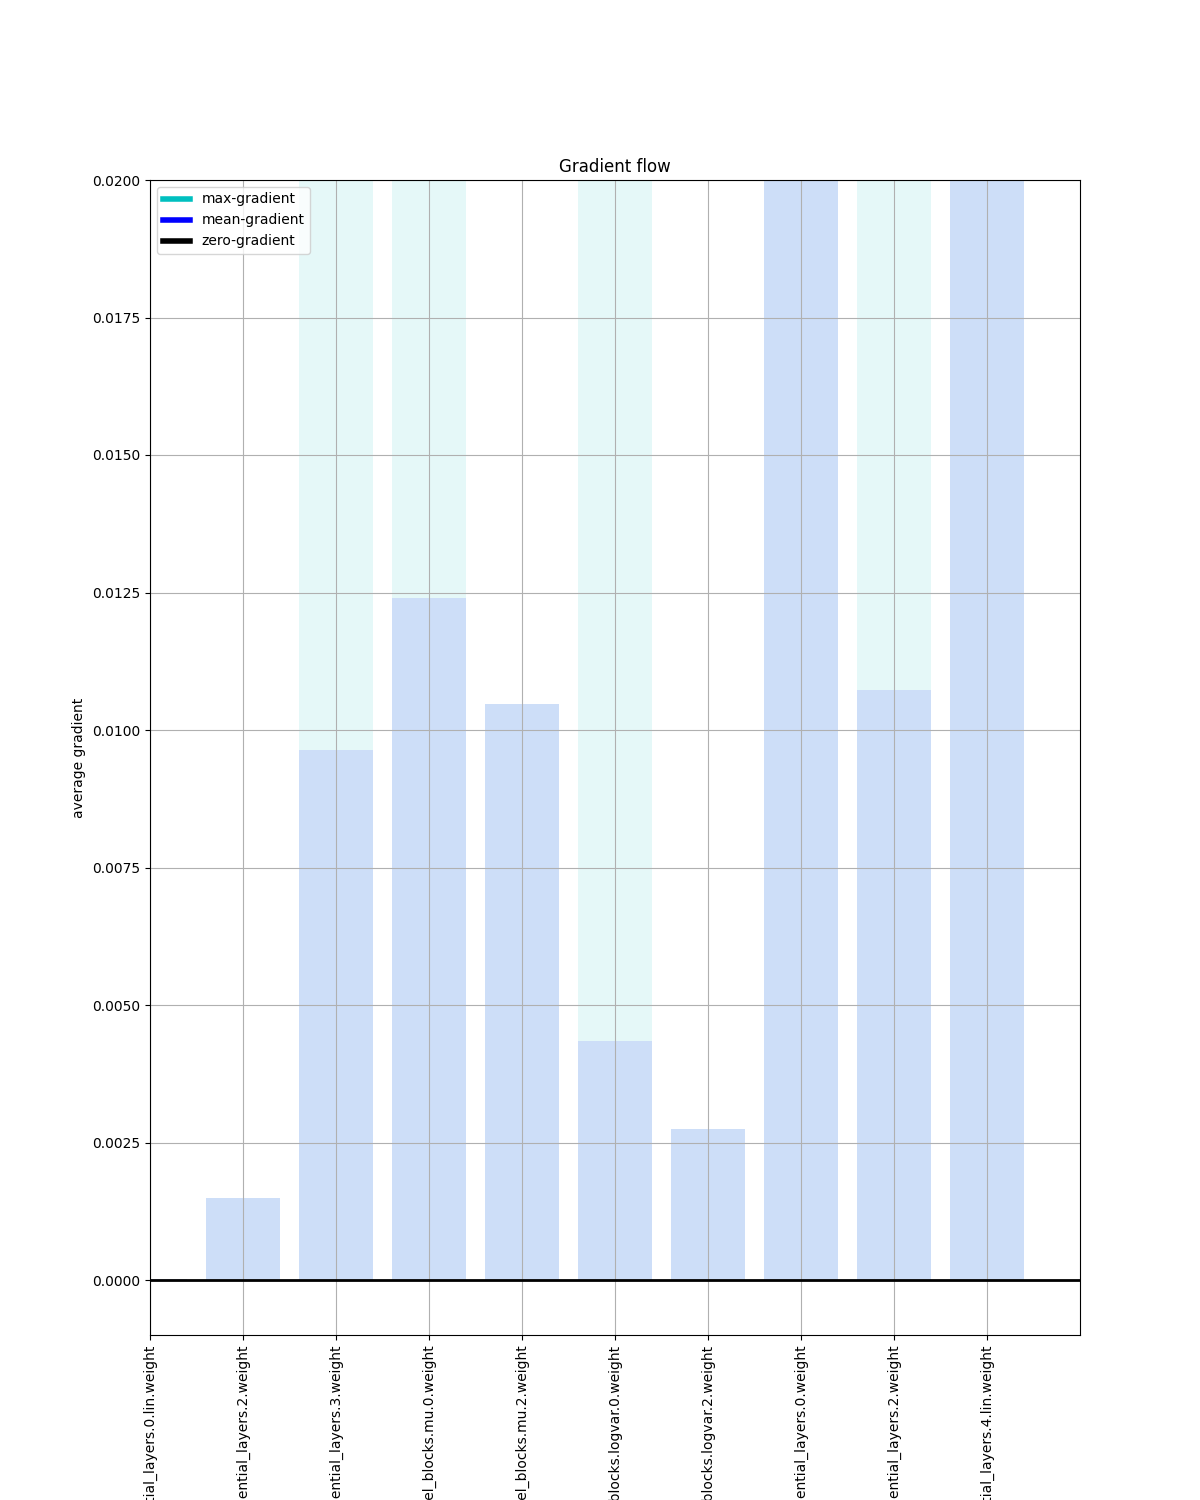 Gradient flow
max-gradient
mean-gradient
zero-gradient
0.0200
0.0175
0.0150
0.0125
0.0100
0.0075
0.0050
0.0025
0.0000
average gradient
tial_layers.0.lin.weight
ential_layers.2.weight
ential_layers.3.weight
el_blocks.mu.0.weight
el_blocks.mu.2.weight
blocks.logvar.0.weight
blocks.logvar.2.weight
ential_layers.0.weight
ential_layers.2.weight
tial_layers.4.lin.weight